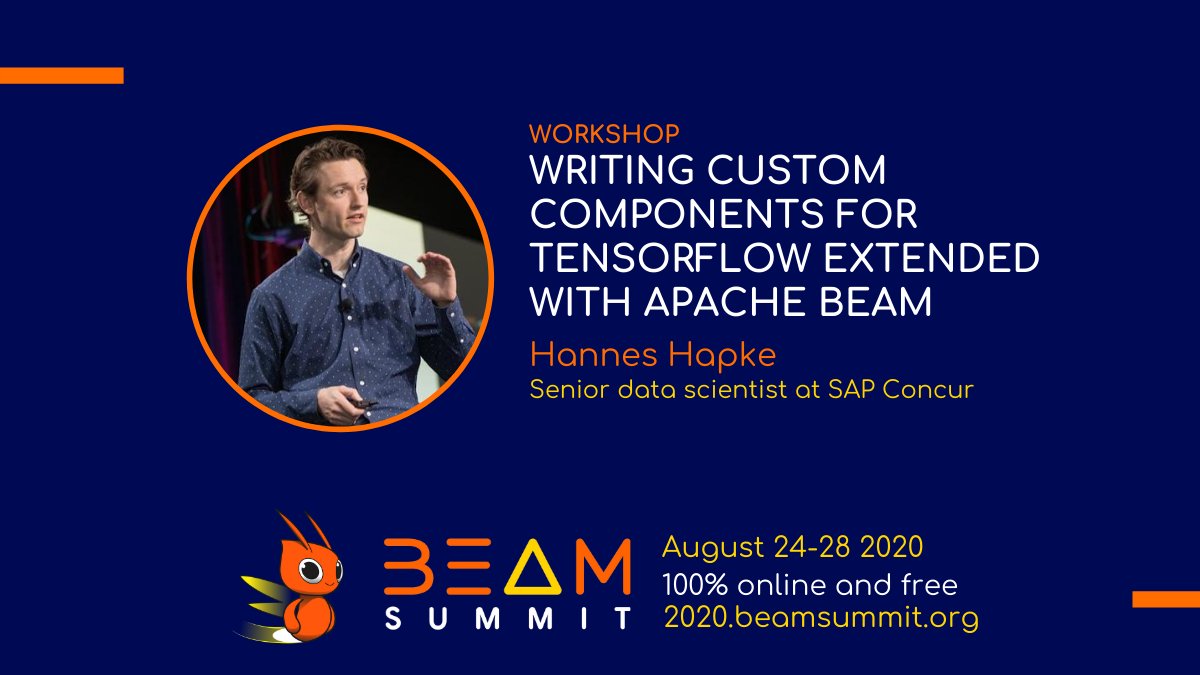 WORKSHOP
WRITING CUSTOM
COMPONENTS FOR
TENSORFLOW EXTENDED
WITH APACHE BEAM
Hannes Hapke
Senior data scientist at SAP Concur
BEAM
SUMMIT
August 24-28 2020
100% online and free
2020.beamsummit.org